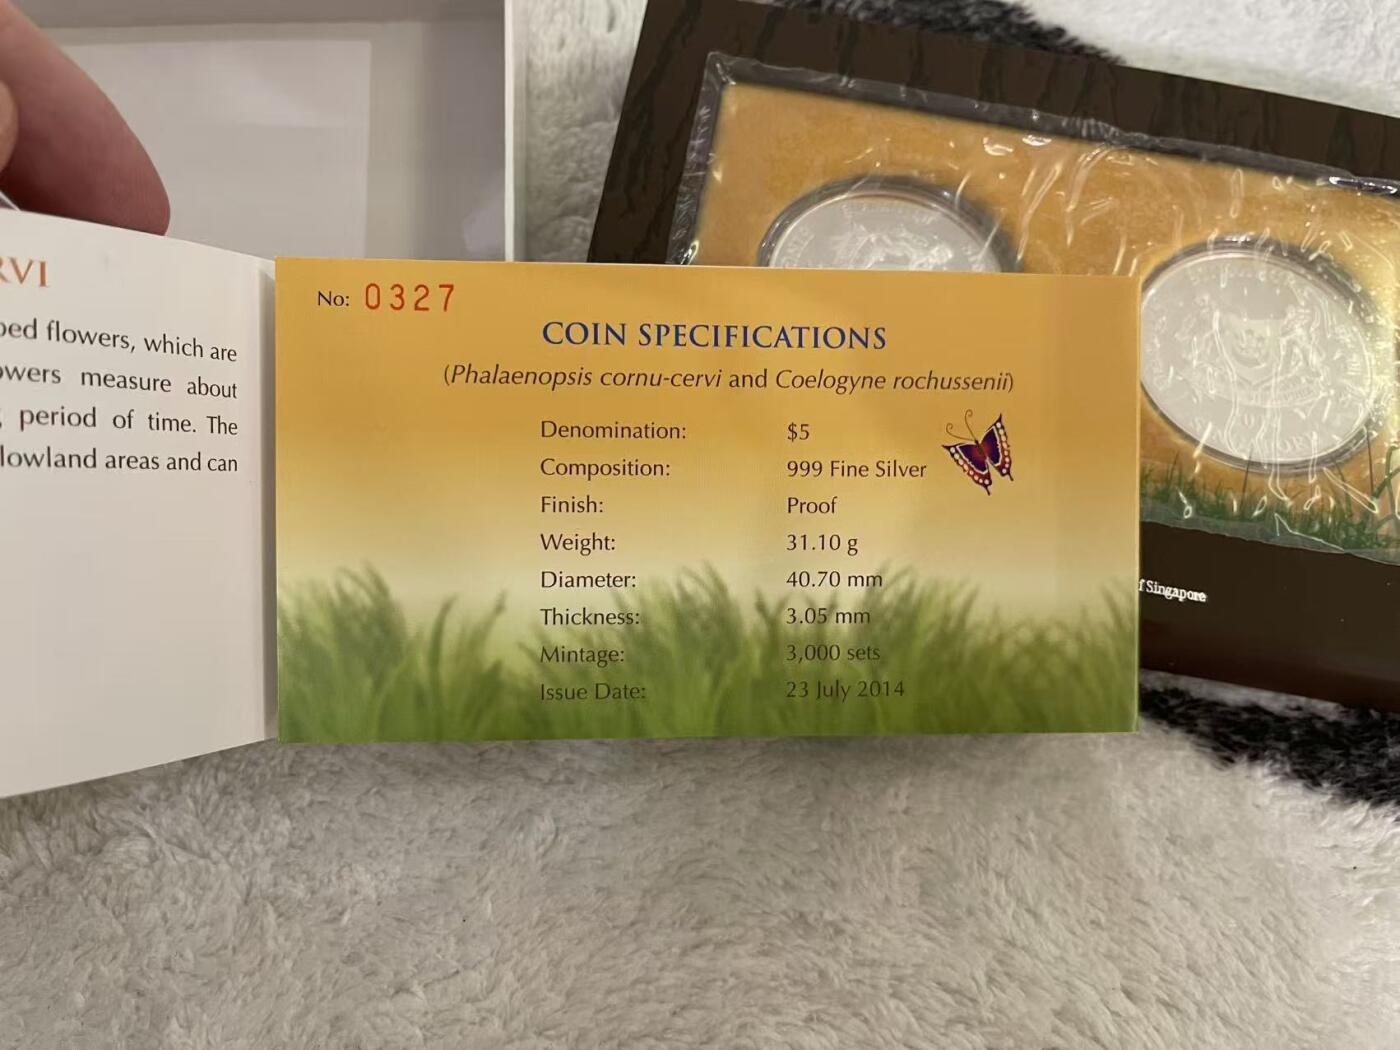 RVI
flowers, which are
measure about
period of time. The
lowland areas and can
No: 0327
COIN SPECIFICATIONS
(Phalaenopsis cornu-cervi and Coelogyne rochussenii)
Denomination: $5
Composition: 999 Fine Silver
Finish: Proof
Weight: 31.10 g
Diameter: 40.70 mm
Thickness: 3.05 mm
Mintage: 3,000 sets
Issue Date: 23 July 2014
f Singapore